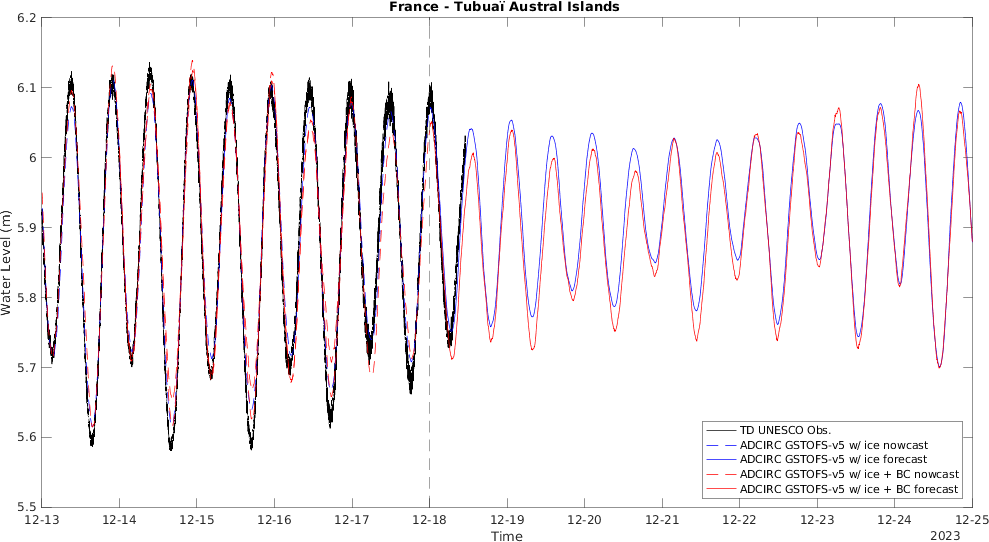 France - Tubuaï Austral Islands
6.2
6.1
6
5.9
5.8
5.7
5.6
5.5
Water Level (m)
12-13
12-14
12-15
12-16
12-17
12-18
12-19
12-20
12-21
12-22
12-23
12-24
12-25
Time
2023
TD UNESCO Obs.
ADCIRC GSTOFS-v5 w/ ice nowcast
ADCIRC GSTOFS-v5 w/ ice forecast
ADCIRC GSTOFS-v5 w/ ice + BC nowcast
ADCIRC GSTOFS-v5 w/ ice + BC forecast